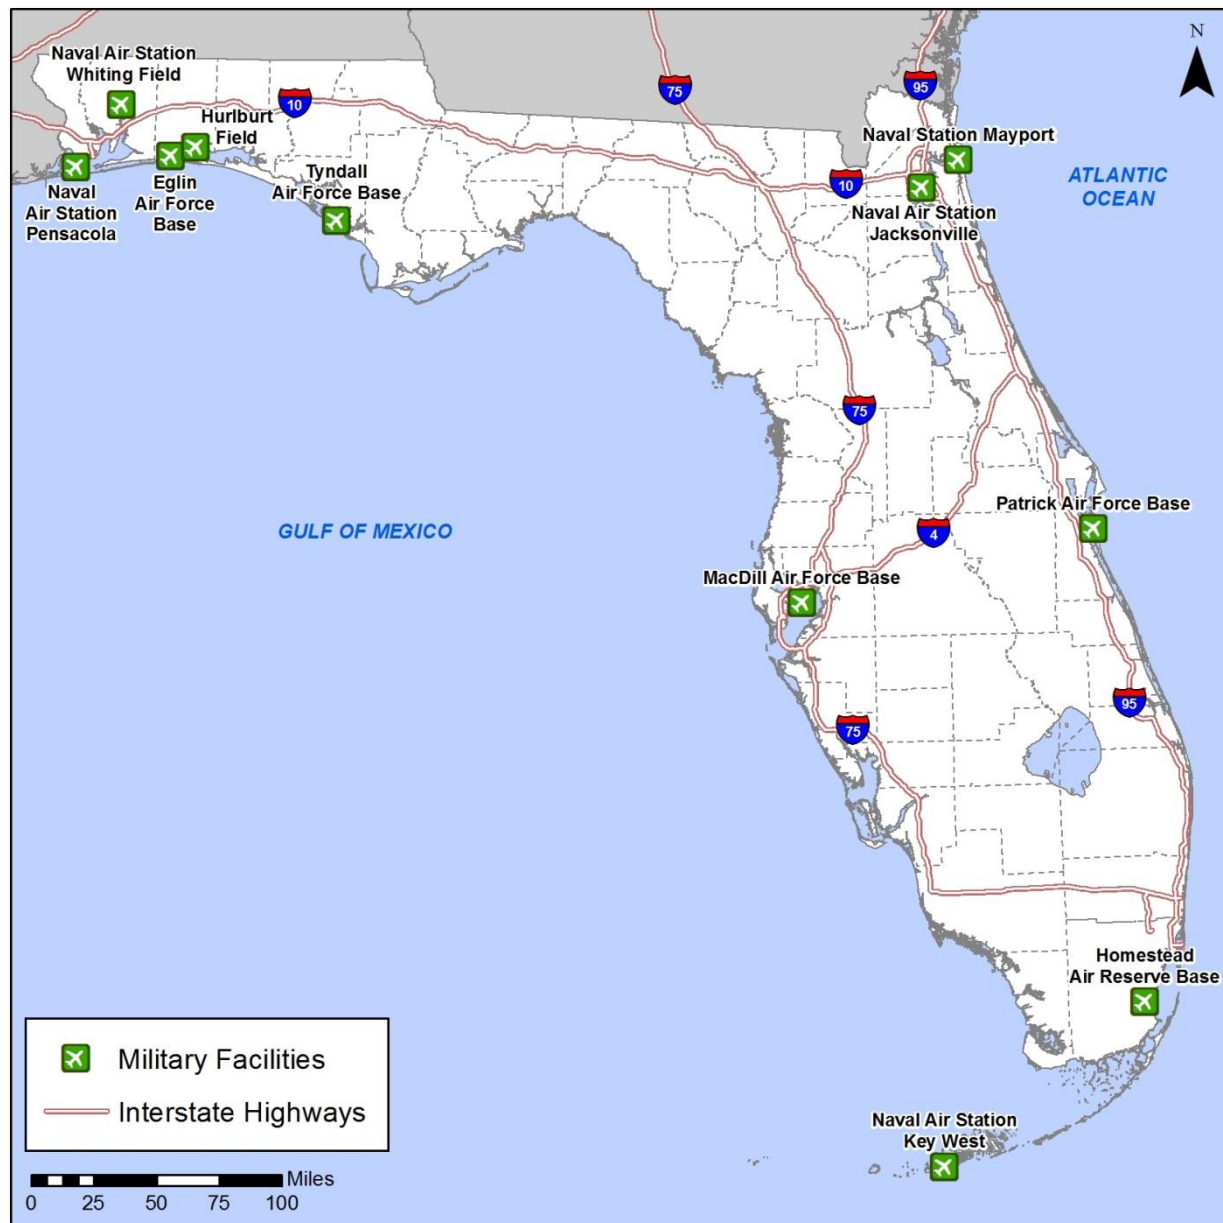 N
Naval Air Station
Whiting Field
75
95
10
Hurlburt
Field
Naval Station Mayport
Tyndall
Air Force Base
Naval
Air Station
Pensacola
Eglin
Air Force
Base
10
ATLANTIC
OCEAN
Naval Air Station
Jacksonville
75
Patrick Air Force Base
GULF OF MEXICO
4
MacDill Air Force Base
95
75
Homestead
Air Reserve Base
Military Facilities
Interstate Highways
Naval Air Station
Key West
Miles
0 25 50 75 100